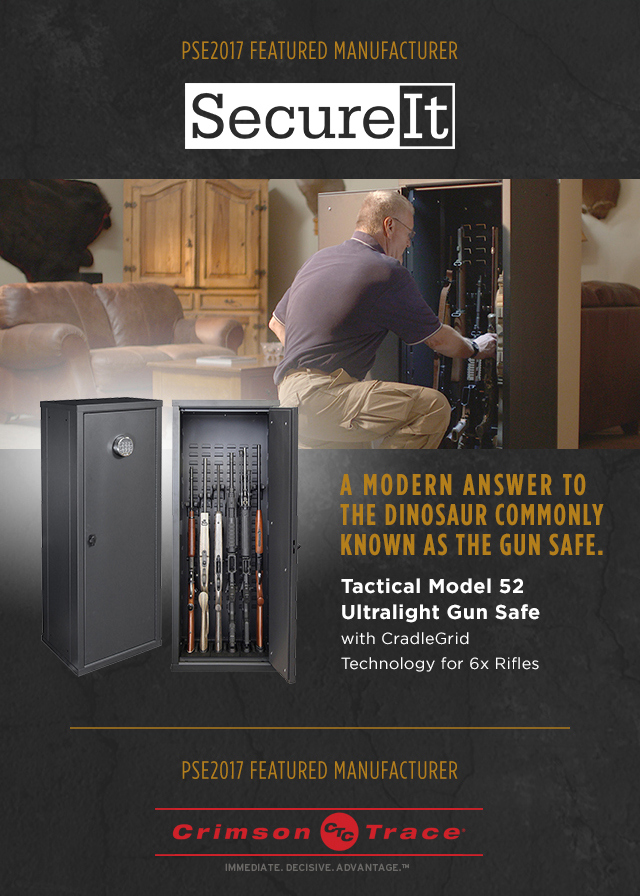 PSE2017 FEATURED MANUFACTURER
SecureIt
A MODERN ANSWER TO
THE DINOSAUR COMMONLY
KNOWN AS THE GUN SAFE.
Tactical Model 52
Ultralight Gun Safe
with CradleGrid
Technology for 6x Rifles
PSE2017 FEATURED MANUFACTURER
Crimson CTC Trace®
IMMEDIATE. DECISIVE. ADVANTAGE.™